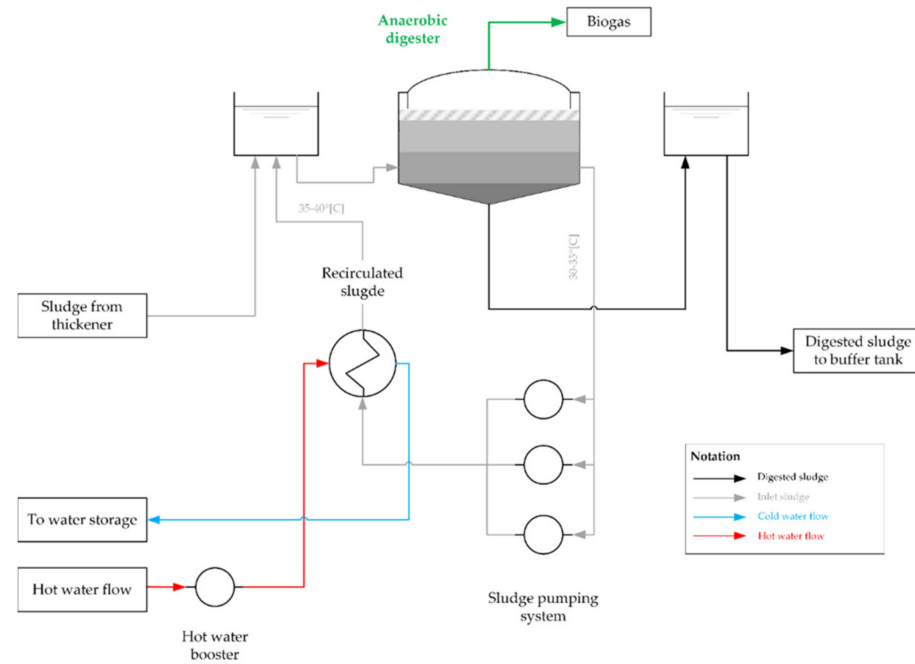 Anaerobic
digester
Biogas
35-40°[C]
30-35°[C]
Recirculated
slugde
Sludge from
thickener
Digested sludge
to buffer tank
Notation
Digested sludge
Inlet sludge
Cold water flow
Hot water flow
To water storage
Hot water flow
Hot water
booster
Sludge pumping
system